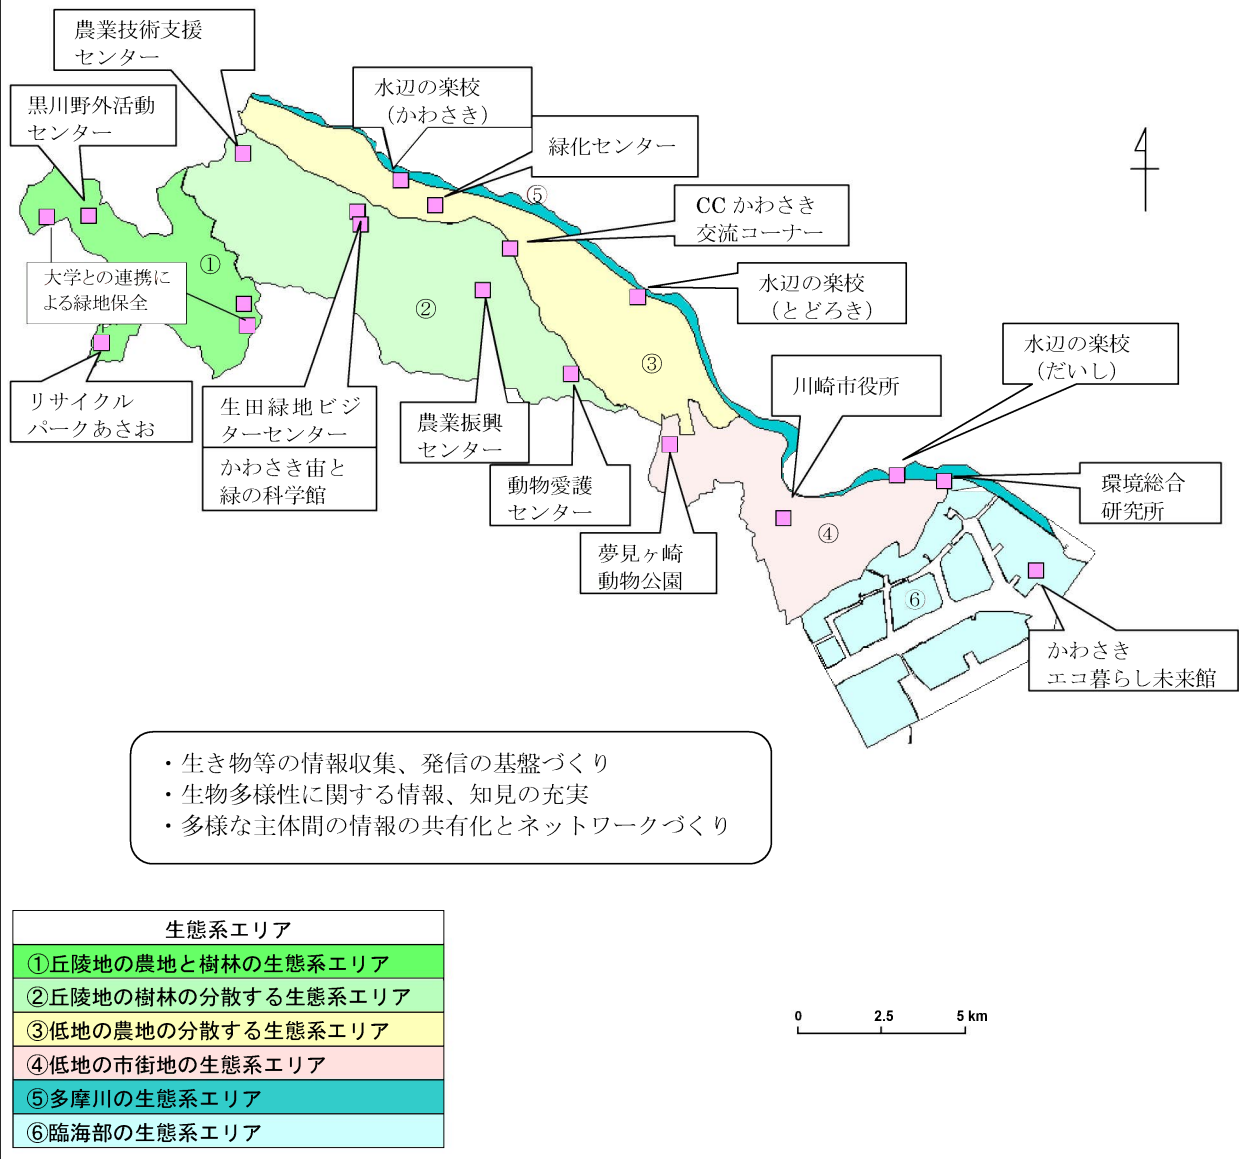 農業技術支援
センター
黒川野外活動
センター
水辺の楽校
(かわさき)
緑化センター
⑤
CC かわさき
交流コーナー
①
大学との連携に
よる緑地保全
水辺の楽校
(とどろき)
②
③
水辺の楽校
(だいし)
川崎市役所
リサイクル
パークあさお
生田緑地ビジ
ターセンター
かわさき宙と
緑の科学館
農業振興
センター
動物愛護
センター
環境総合
研究所
夢見ヶ崎
動物公園
④
⑥
かわさき
エコ暮らし未来館
・生き物等の情報収集、発信の基盤づくり
・生物多様性に関する情報、知見の充実
・多様な主体間の情報の共有化とネットワークづくり
生態系エリア
①丘陵地の農地と樹林の生態系エリア
②丘陵地の樹林の分散する生態系エリア
③低地の農地の分散する生態系エリア
④低地の市街地の生態系エリア
⑤多摩川の生態系エリア
⑥臨海部の生態系エリア
0 2.5 5 km